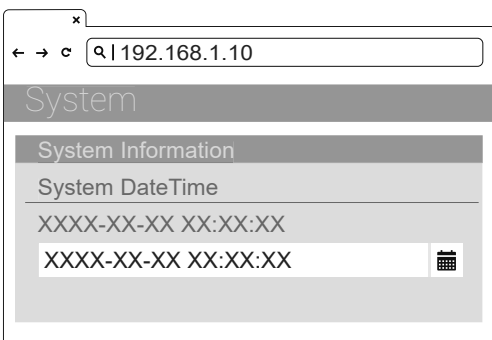 192.168.1.10
System
System Information
System DateTime
XXXX-XX-XX XX:XX:XX
XXXX-XX-XX XX:XX:XX